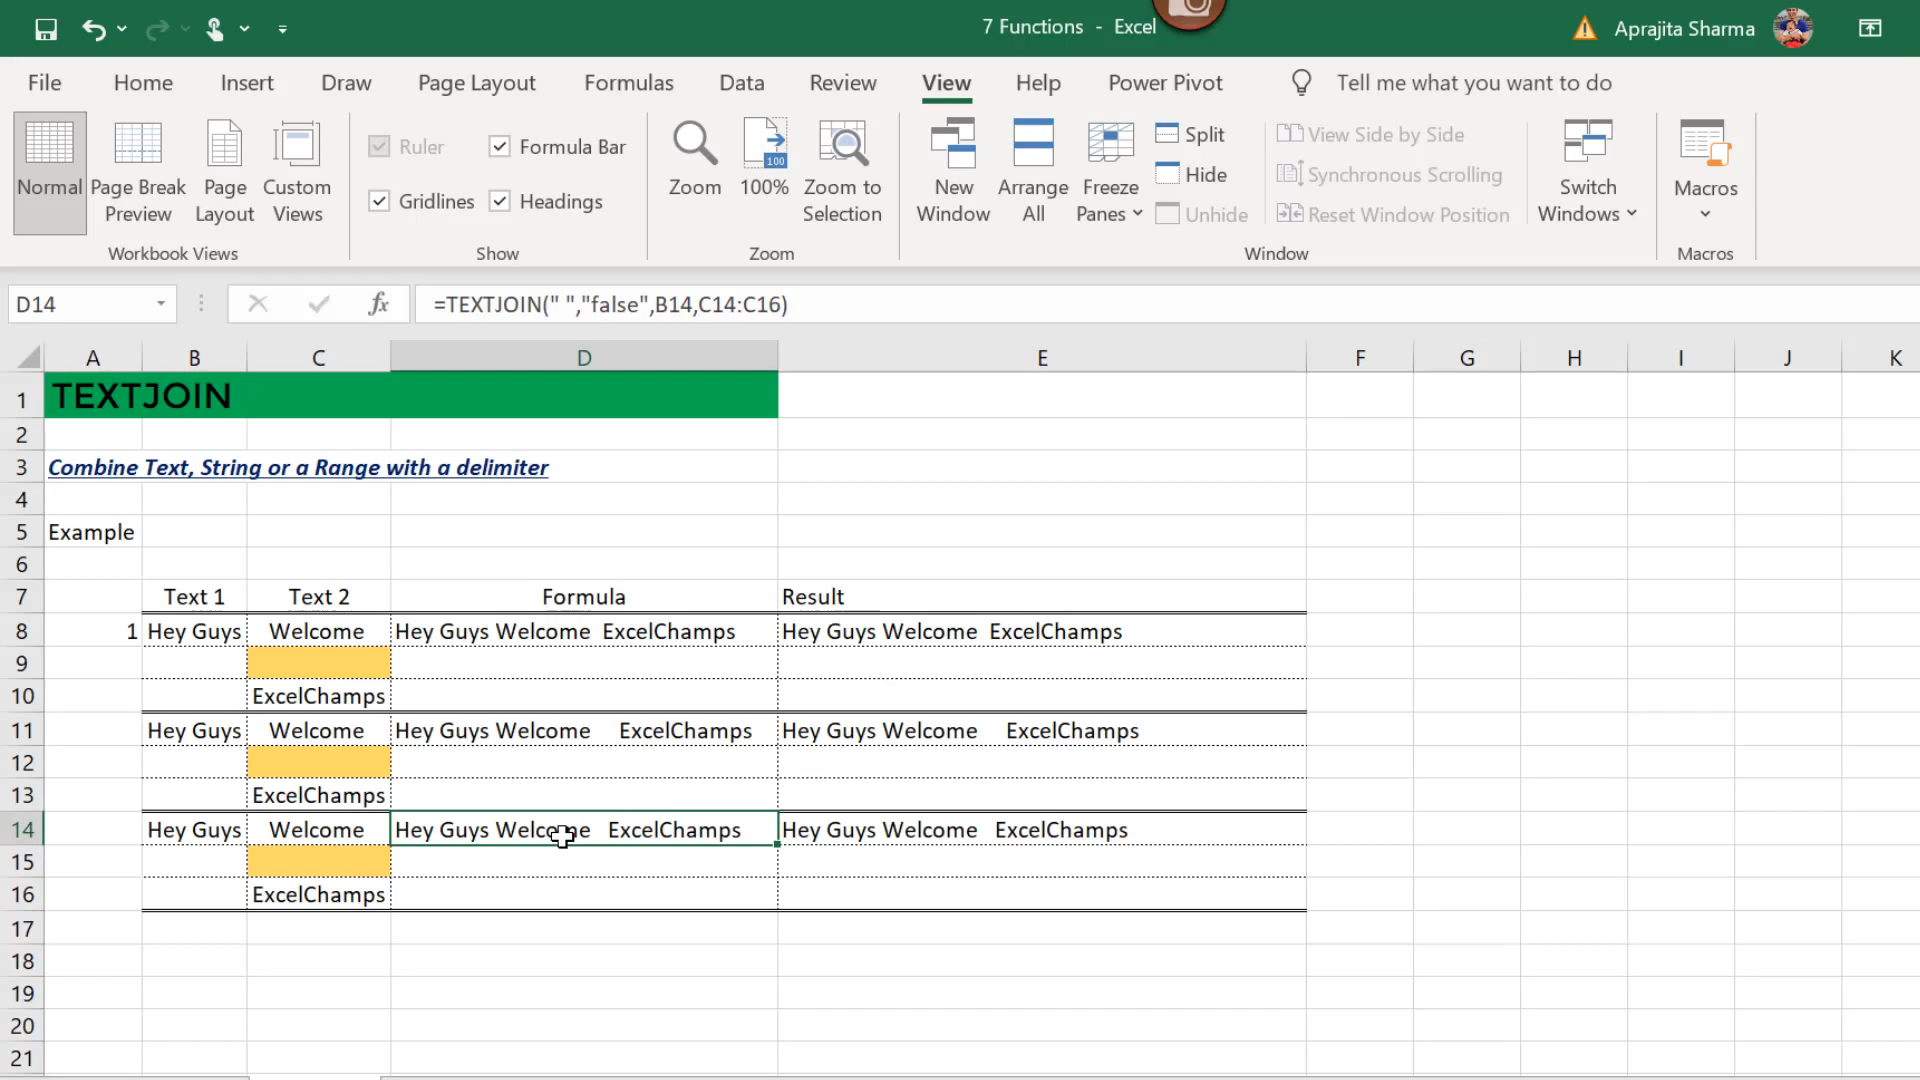 7 Functions - Excel
Aprajita Sharma
File Home Insert Draw Page Layout Formulas Data Review View Help Power Pivot Tell me what you want to do
Normal
Page Break Preview
Page Layout
Custom Views
Workbook Views
Ruler
Formula Bar
Gridlines
Headings
Show
Zoom
100
100%
Zoom to Selection
Zoom
New Window
Arrange All
Freeze Panes
Split
Hide
Unhide
View Side by Side
Synchronous Scrolling
Reset Window Position
Window
Switch Windows
Macros
Macros
D14 fx =TEXTJOIN(" ","false",B14,C14:C16)
A B C D E F G H I J K
1 TEXTJOIN
2
3 Combine Text, String or a Range with a delimiter
4
5 Example
6
7 Text 1 Text 2 Formula Result
8 1 Hey Guys Welcome Hey Guys Welcome  ExcelChamps Hey Guys Welcome  ExcelChamps
9
10 ExcelChamps
11 Hey Guys Welcome Hey Guys Welcome     ExcelChamps Hey Guys Welcome     ExcelChamps
12
13 ExcelChamps
14 Hey Guys Welcome Hey Guys Welcome   ExcelChamps Hey Guys Welcome   ExcelChamps
15
16 ExcelChamps
17
18
19
20
21